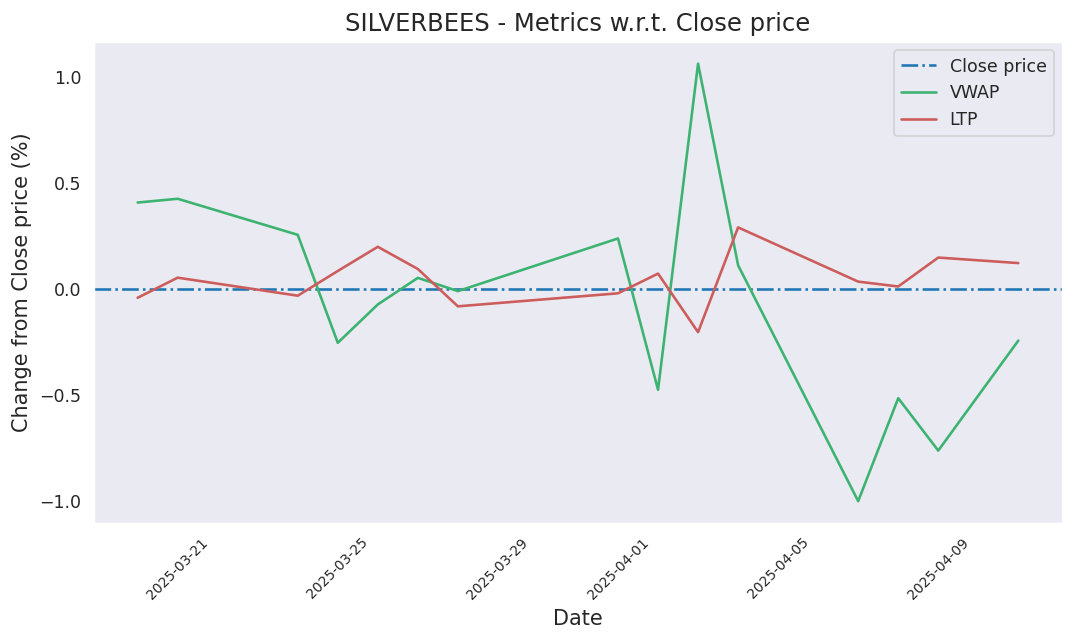 SILVERBEES - Metrics w.r.t. Close price
Close price
VWAP
LTP
Change from Close price (%)
1.0
0.5
0.0
−0.5
−1.0
2025-03-21
2025-03-25
2025-03-29
2025-04-01
2025-04-05
2025-04-09
Date